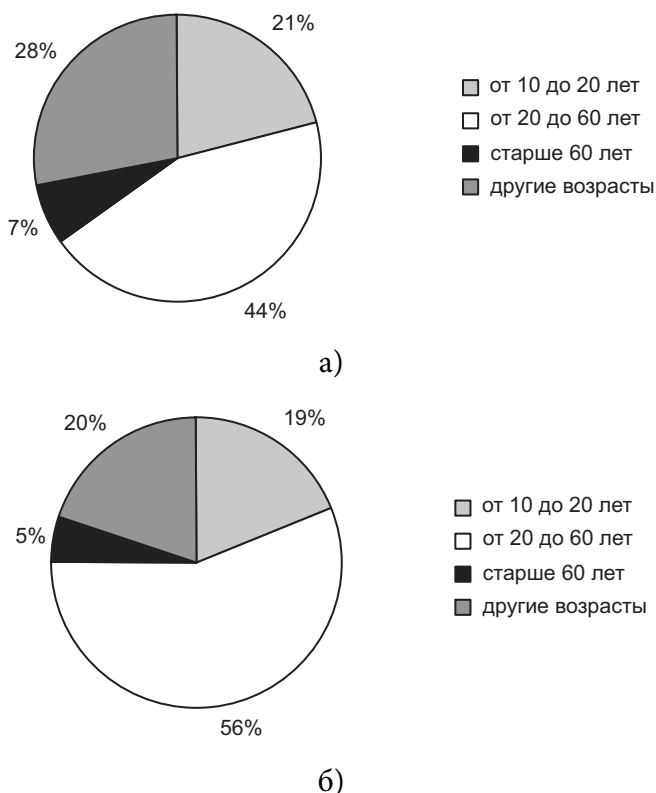 28%
21%
7%
44%
от 10 до 20 лет
от 20 до 60 лет
старше 60 лет
другие возрасты
а)
20%
19%
5%
56%
от 10 до 20 лет
от 20 до 60 лет
старше 60 лет
другие возрасты
б)